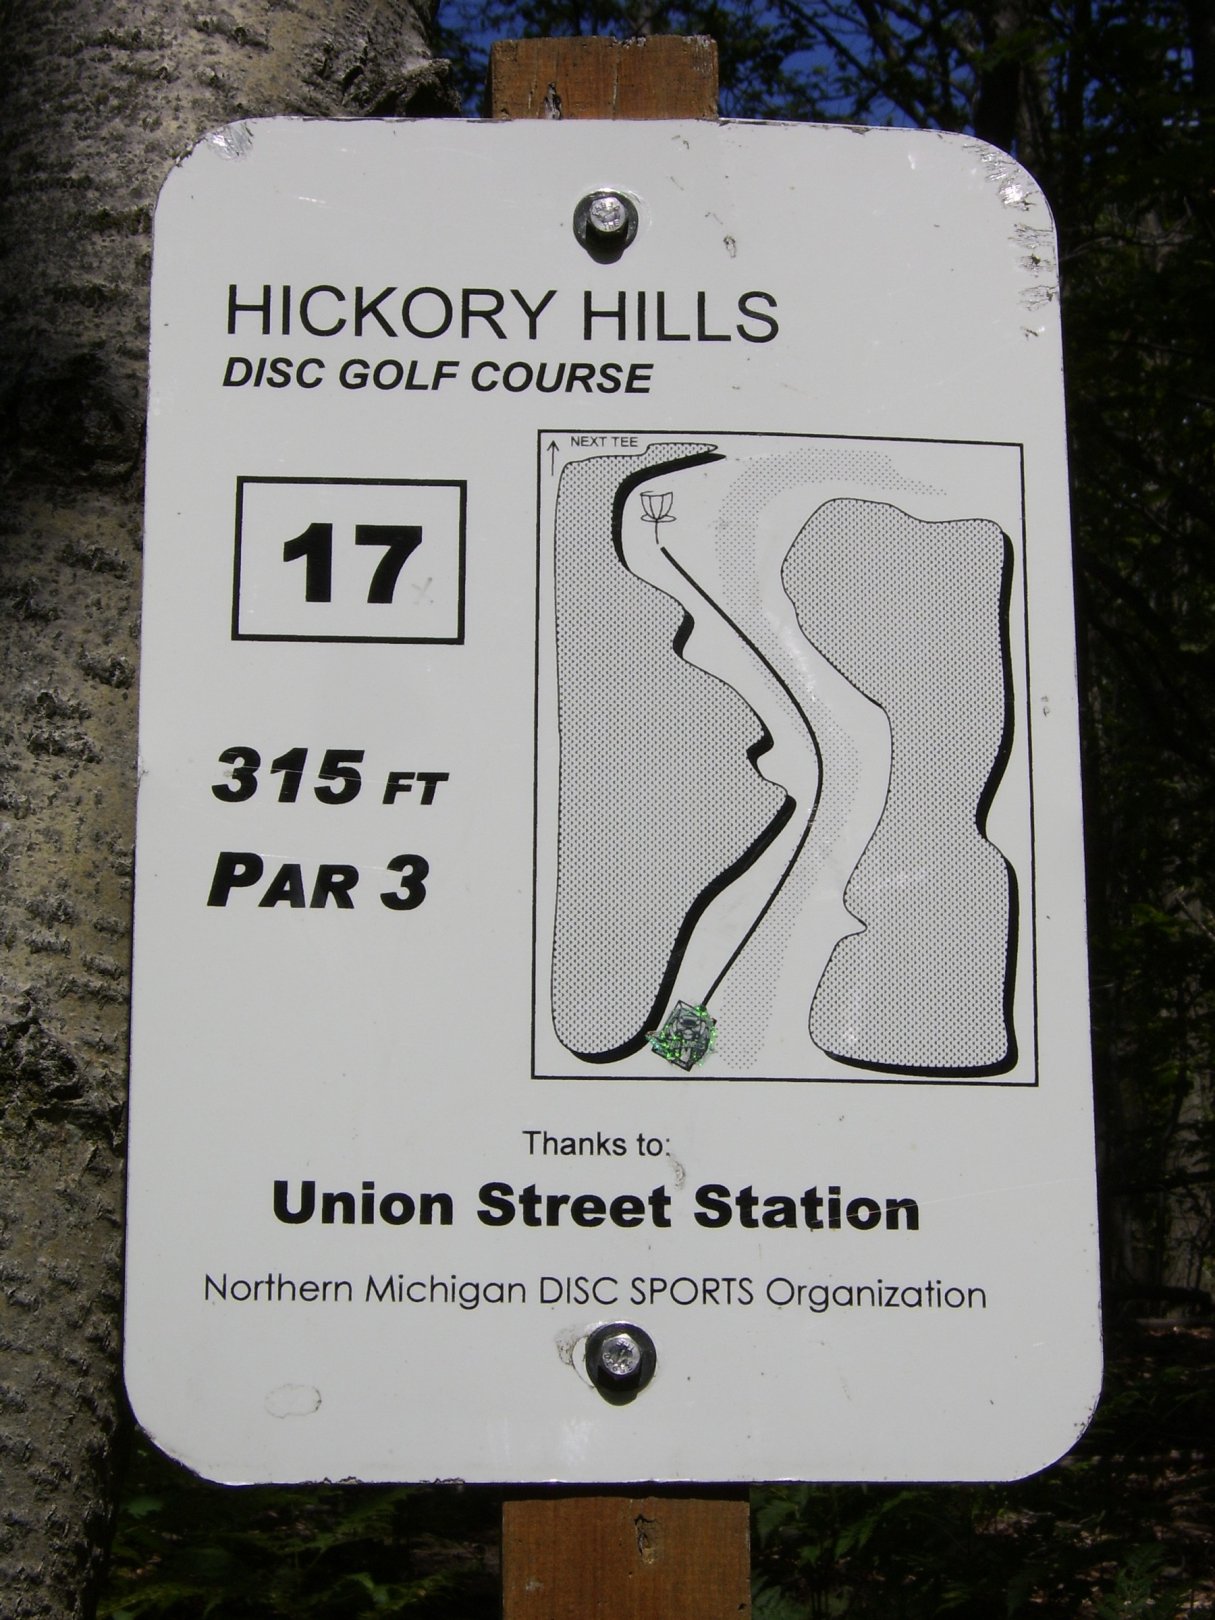 HICKORY HILLS
DISC GOLF COURSE
NEXT TEE
17
315 FT
PAR 3
Thanks to:
Union Street Station
Northern Michigan DISC SPORTS Organization